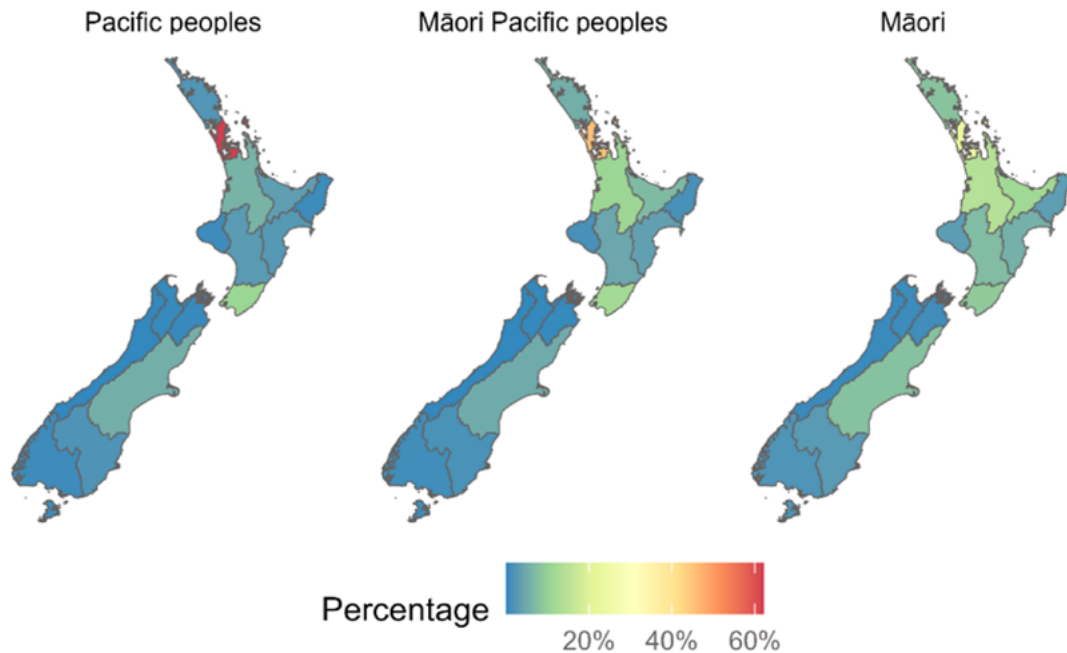 Pacific peoples
Māori Pacific peoples
Māori
Percentage
20%
40%
60%